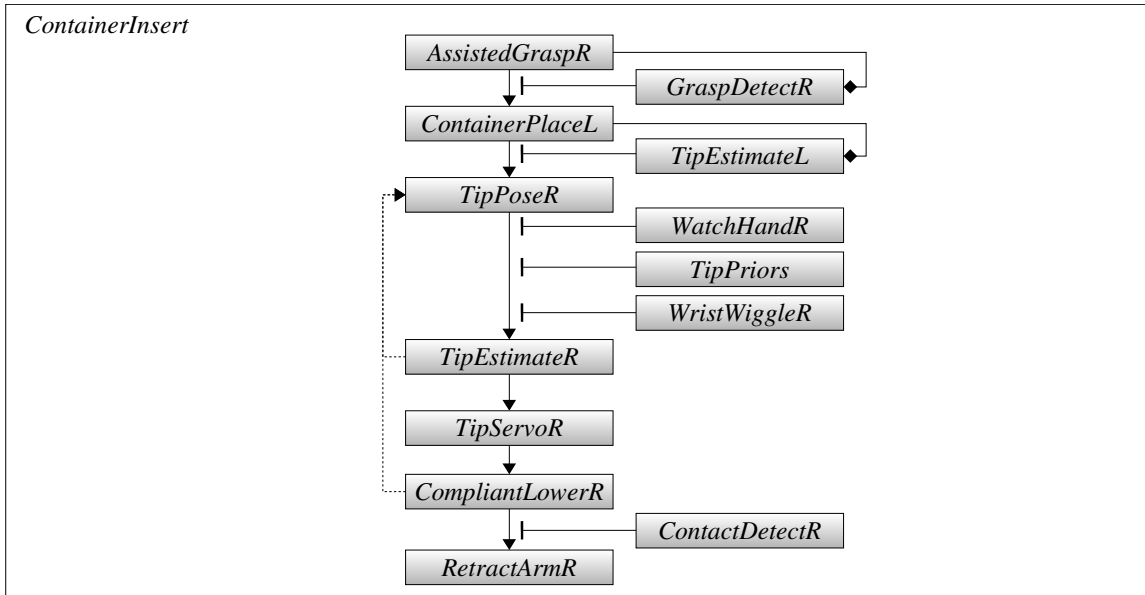 ContainerInsert
AssistedGraspR
GraspDetectR
ContainerPlaceL
TipEstimateL
TipPoseR
WatchHandR
TipPriors
WristWiggleR
TipEstimateR
TipServoR
CompliantLowerR
ContactDetectR
RetractArmR